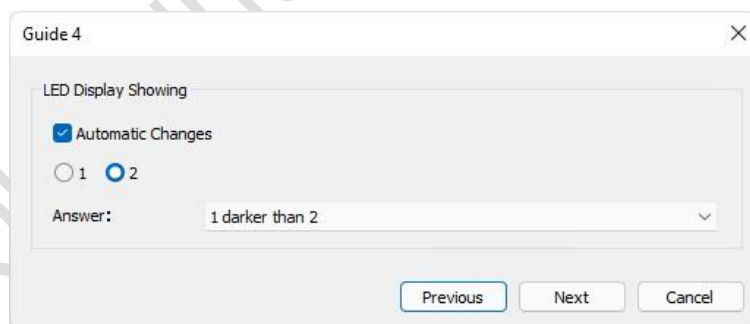 Guide 4
LED Display Showing
Automatic Changes
1 2
Answer: 1 darker than 2
Previous Next Cancel